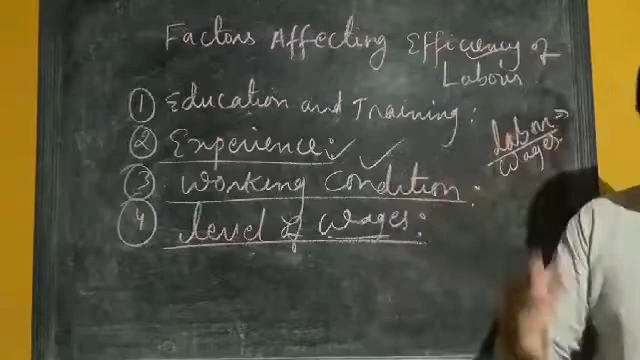 Factors Affecting Efficiency of
Labour
① Education and Training:
② Experience:
③ Working Condition:
④ level of wages:
Labour
wages